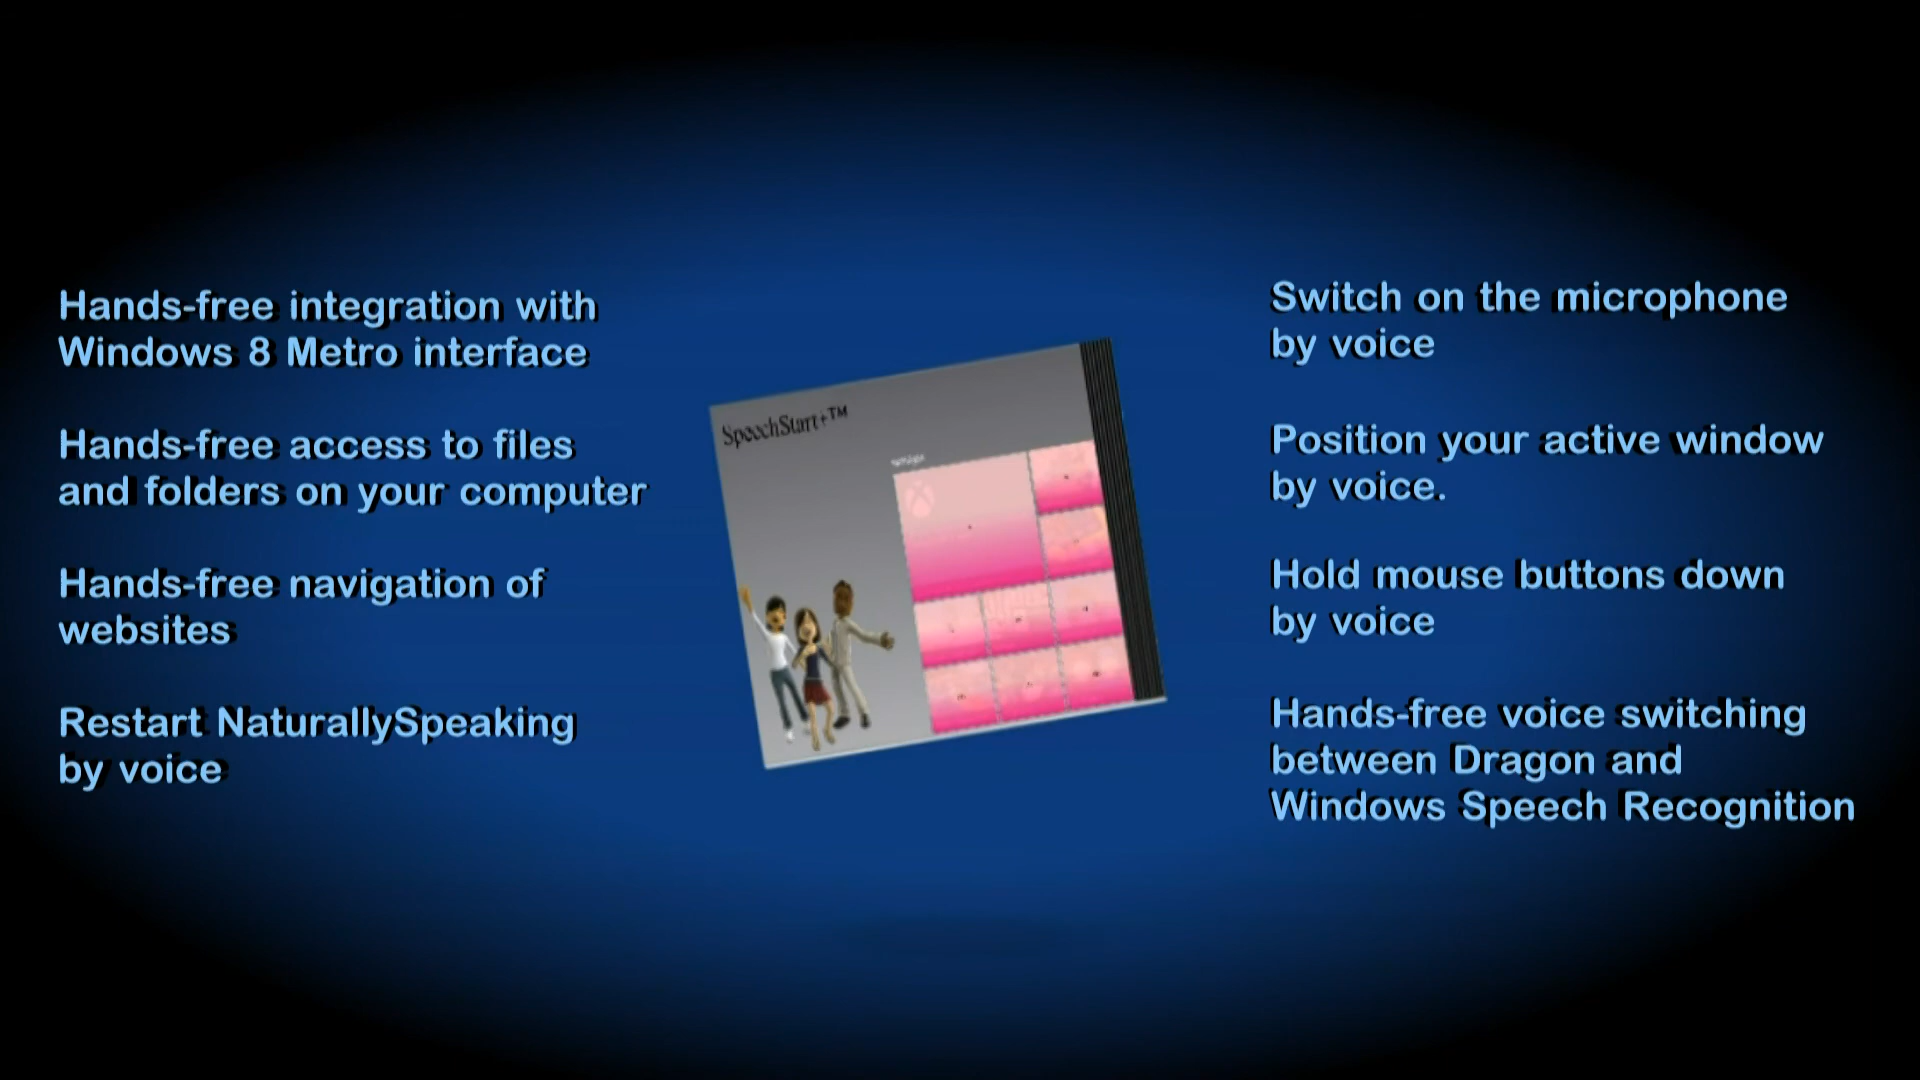 Hands-free integration with
Windows 8 Metro interface
Hands-free access to files
and folders on your computer
Hands-free navigation of
websites
Restart NaturallySpeaking
by voice
SpeechStart+™
Switch on the microphone
by voice
Position your active window
by voice.
Hold mouse buttons down
by voice
Hands-free voice switching
between Dragon and
Windows Speech Recognition